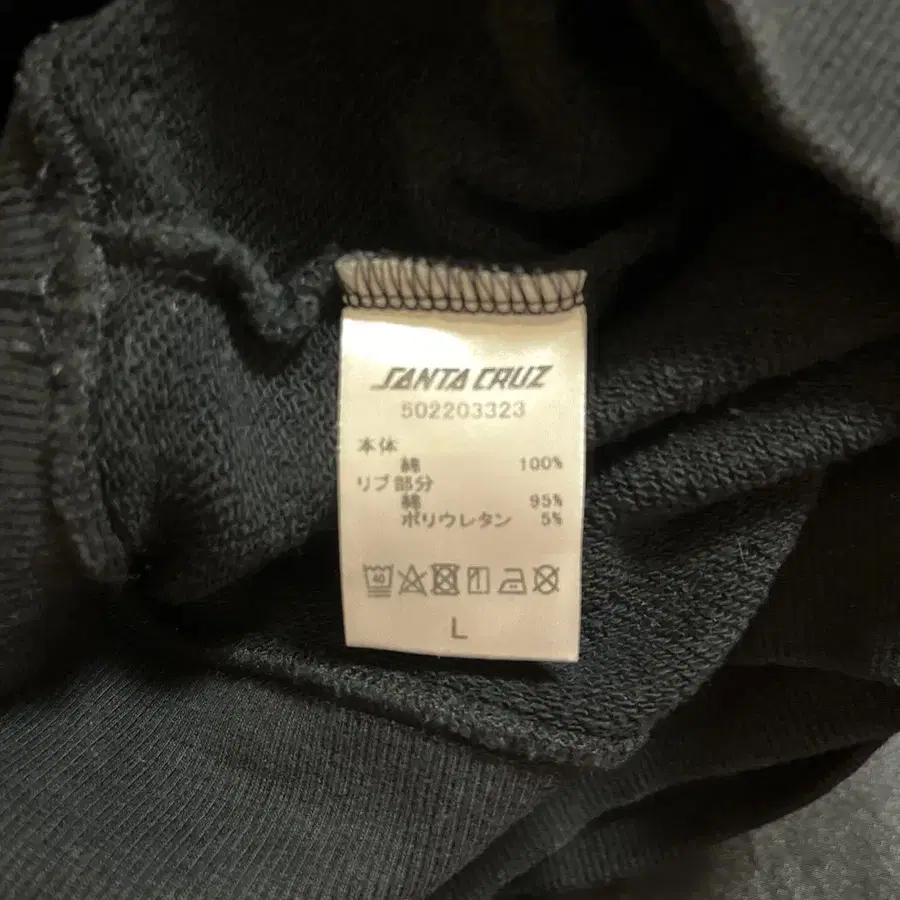 SANTA CRUZ
502203323
本体
綿 100%
リブ部分
綿 95%
ポリウレタン 5%
40
L